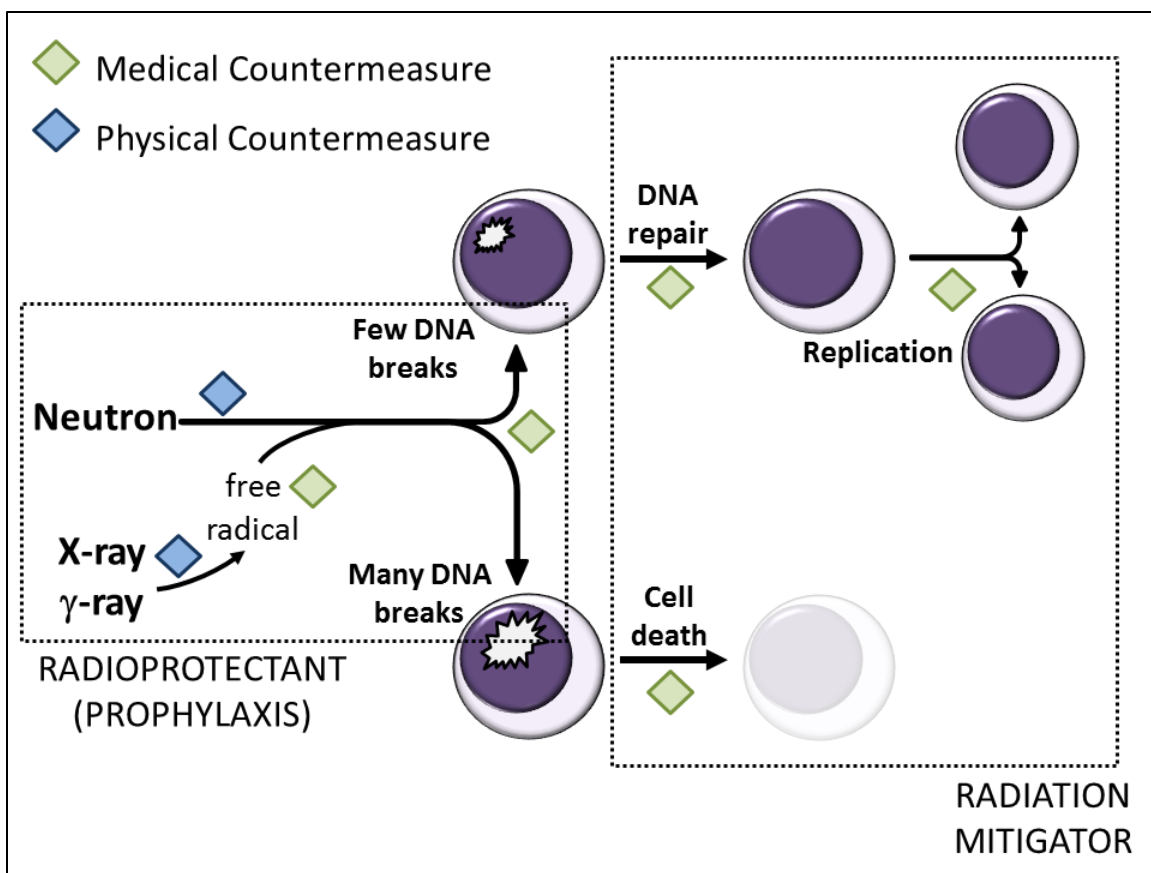 Medical Countermeasure
Physical Countermeasure
DNA
repair
Few DNA
breaks
Replication
Neutron
free
radical
X-ray
γ-ray
Many DNA
breaks
Cell
death
RADIOPROTECTANT
(PROPHYLAXIS)
RADIATION
MITIGATOR